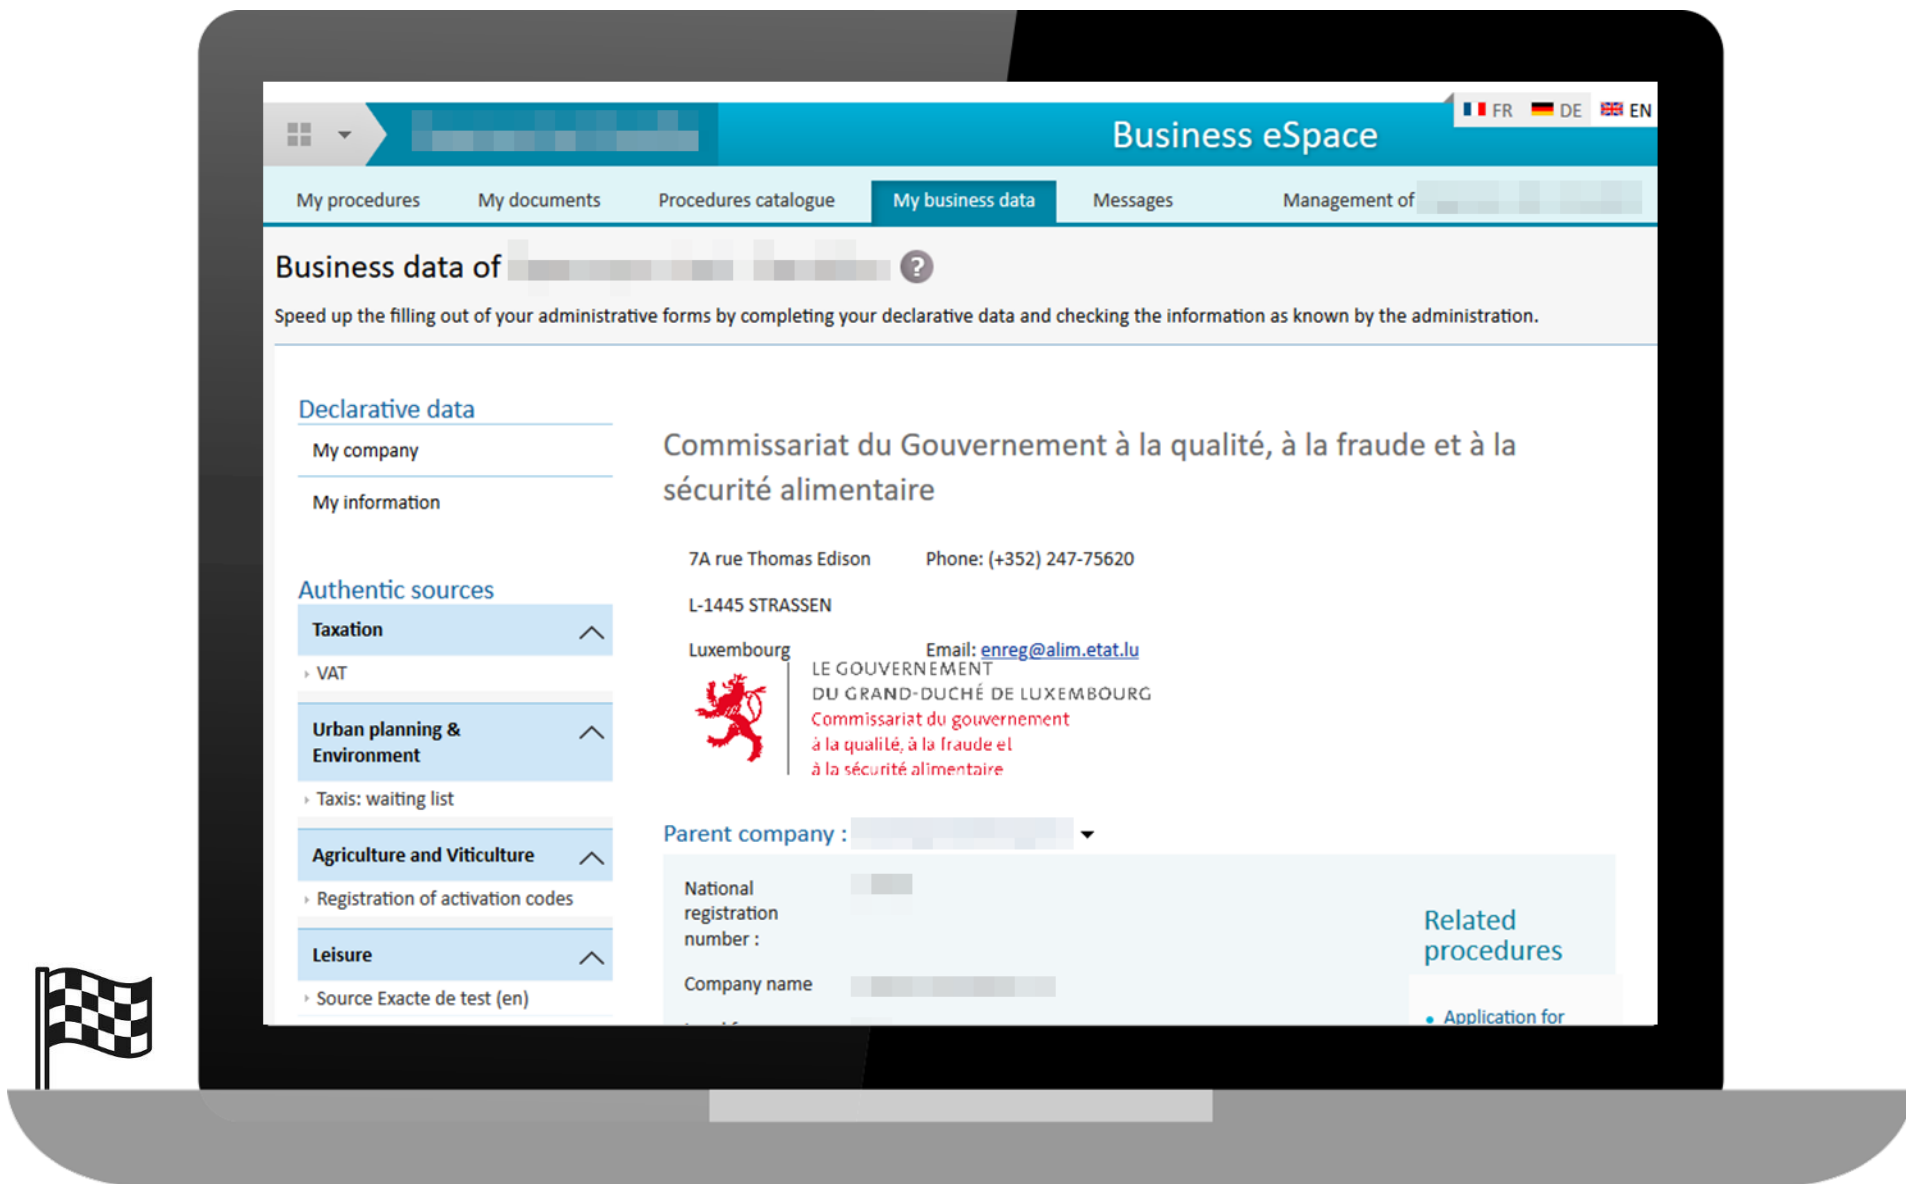 FR DE EN
Business eSpace
My procedures My documents Procedures catalogue My business data Messages Management of
Business data of ?
Speed up the filling out of your administrative forms by completing your declarative data and checking the information as known by the administration.
Declarative data
My company
My information
Authentic sources
Taxation
VAT
Urban planning &
Environment
Taxis: waiting list
Agriculture and Viticulture
Registration of activation codes
Leisure
Source Exacte de test (en)
Commissariat du Gouvernement à la qualité, à la fraude et à la
sécurité alimentaire
7A rue Thomas Edison Phone: (+352) 247-75620
L-1445 STRASSEN
Luxembourg Email: enreg@alim.etat.lu
LE GOUVERNEMENT
DU GRAND-DUCHÉ DE LUXEMBOURG
Commissariat du gouvernement
à la qualité, à la fraude et
à la sécurité alimentaire
Parent company :
National
registration
number :
Company name
Related
procedures
Application for